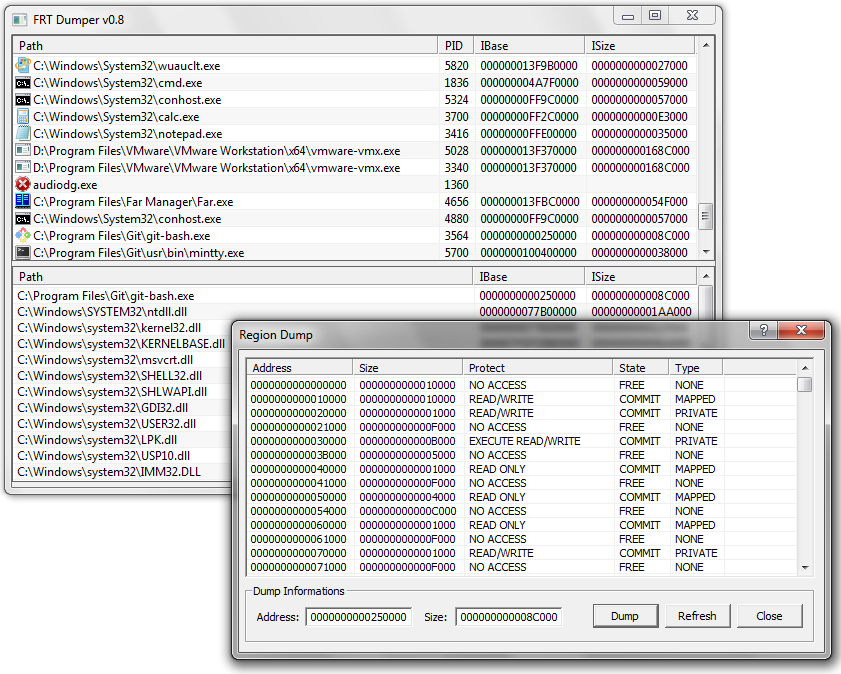 FRT Dumper v0.8
Path PID IBase ISize
C:\Windows\System32\wuauclt.exe 5820 000000013F9B0000 0000000000027000
C:\Windows\System32\cmd.exe 1836 000000004A7F0000 0000000000059000
C:\Windows\System32\conhost.exe 5324 00000000FF9C0000 0000000000057000
C:\Windows\System32\calc.exe 3700 00000000FF2C0000 00000000000E3000
C:\Windows\System32\notepad.exe 3416 00000000FFE00000 0000000000035000
D:\Program Files\VMware\VMware Workstation\x64\vmware-vmx.exe 5028 000000013F370000 000000000168C000
D:\Program Files\VMware\VMware Workstation\x64\vmware-vmx.exe 3340 000000013F370000 000000000168C000
audiodg.exe 1360
C:\Program Files\Far Manager\Far.exe 4656 000000013FBC0000 000000000054F000
C:\Windows\System32\conhost.exe 4880 00000000FF9C0000 0000000000057000
C:\Program Files\Git\git-bash.exe 3564 0000000000250000 000000000008C000
C:\Program Files\Git\usr\bin\mintty.exe 5700 0000000100400000 0000000000038000
Path IBase ISize
C:\Program Files\Git\git-bash.exe 0000000000250000 000000000008C000
C:\Windows\SYSTEM32\ntdll.dll 0000000077B00000 00000000001AA000
C:\Windows\system32\kernel32.dll
C:\Windows\system32\KERNELBASE.dll
C:\Windows\system32\msvcrt.dll
C:\Windows\system32\SHELL32.dll
C:\Windows\system32\SHLWAPI.dll
C:\Windows\system32\GDI32.dll
C:\Windows\system32\USER32.dll
C:\Windows\system32\LPK.dll
C:\Windows\system32\USP10.dll
C:\Windows\system32\IMM32.DLL
Region Dump
Address Size Protect State Type
0000000000000000 0000000000010000 NO ACCESS FREE NONE
0000000000010000 0000000000010000 READ/WRITE COMMIT MAPPED
0000000000020000 0000000000001000 READ/WRITE COMMIT PRIVATE
0000000000021000 000000000000F000 NO ACCESS FREE NONE
0000000000030000 000000000000B000 EXECUTE READ/WRITE COMMIT PRIVATE
000000000003B000 0000000000005000 NO ACCESS FREE NONE
0000000000040000 0000000000001000 READ ONLY COMMIT MAPPED
0000000000041000 000000000000F000 NO ACCESS FREE NONE
0000000000050000 0000000000004000 READ ONLY COMMIT MAPPED
0000000000054000 000000000000C000 NO ACCESS FREE NONE
0000000000060000 0000000000001000 READ ONLY COMMIT MAPPED
0000000000061000 000000000000F000 NO ACCESS FREE NONE
0000000000070000 0000000000001000 READ/WRITE COMMIT PRIVATE
0000000000071000 000000000000F000 NO ACCESS FREE NONE
Dump Informations
Address: 0000000000250000 Size: 000000000008C000 Dump Refresh Close